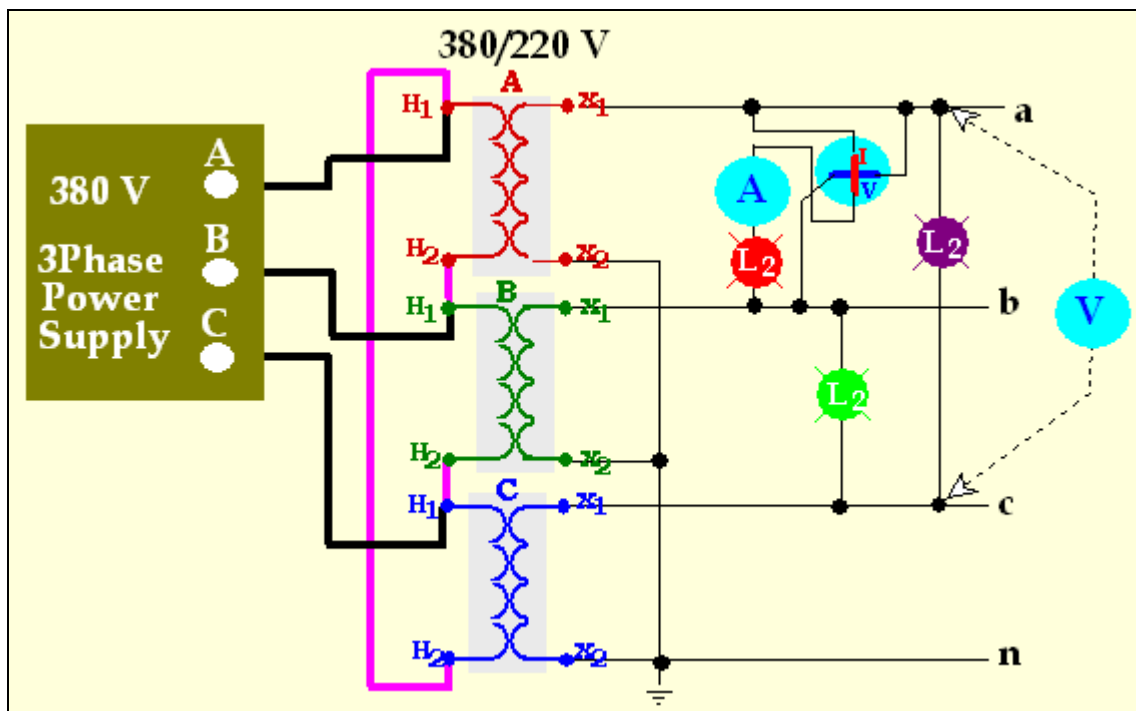 380/220 V
A
H1 x1 a
A
380 V
I
V
A
B
L2
L2
3Phase
H2 x2
Power
B
H1 x1 b
V
Supply
C
L2
H2 x2
C
H1 x1 c
H2 x2 n